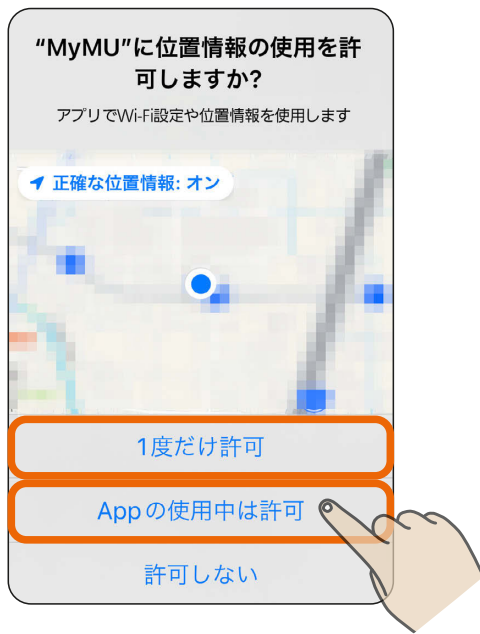 “MyMU”に位置情報の使用を許
可しますか?
アプリでWi-Fi設定や位置情報を使用します
正確な位置情報: オン
1度だけ許可
Appの使用中は許可
許可しない